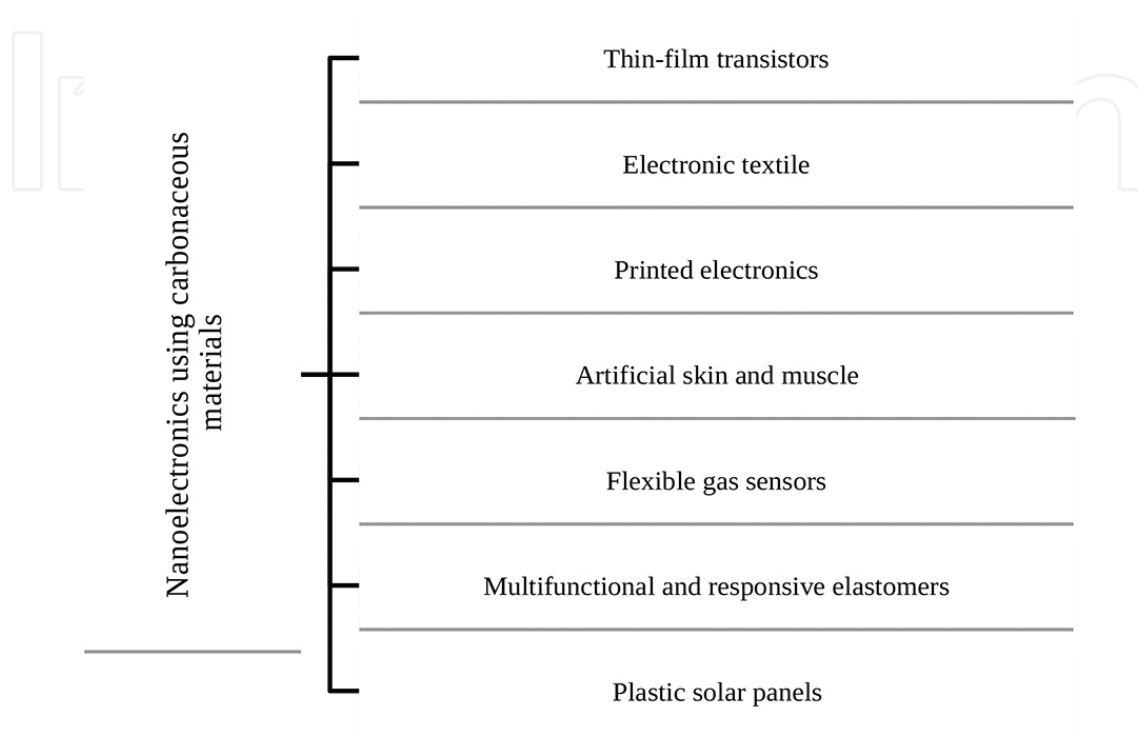 Nanoelectronics using carbonaceous
materials
Thin-film transistors
Electronic textile
Printed electronics
Artificial skin and muscle
Flexible gas sensors
Multifunctional and responsive elastomers
Plastic solar panels